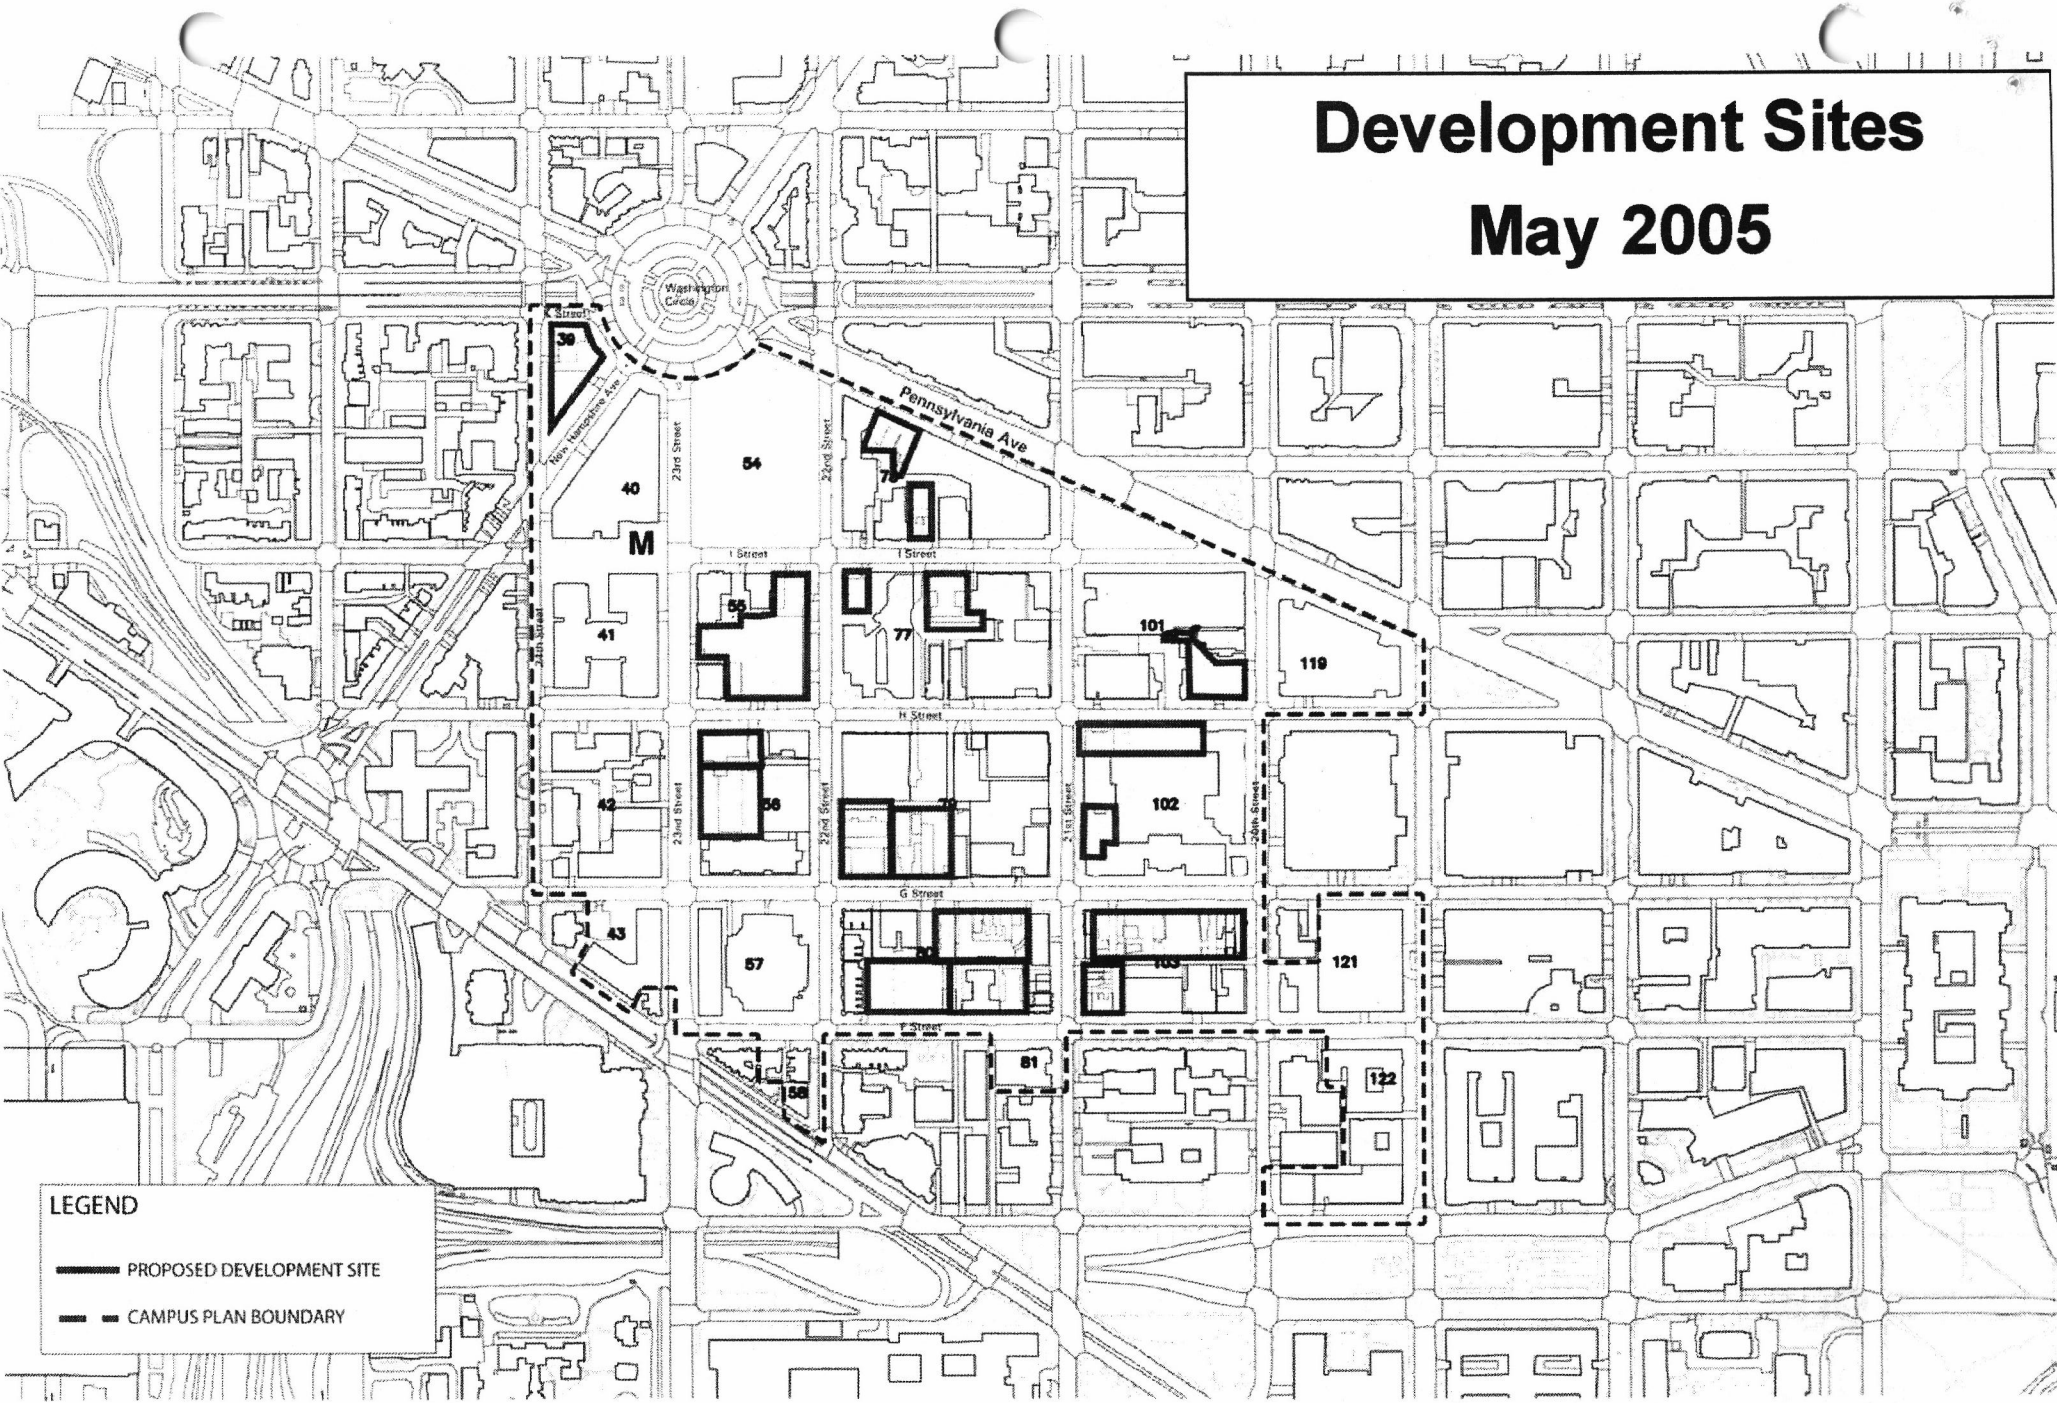 Development Sites
May 2005
Washington
Circle
K Street
39
New Hampshire Ave
Pennsylvania Ave
23rd Street
22nd Street
54
40
M
I Street
I Street
55
77
101
41
119
24th Street
H Street
42
56
79
102
23rd Street
22nd Street
21st Street
20th Street
G Street
43
57
80
103
121
F Street
58
81
122
LEGEND
PROPOSED DEVELOPMENT SITE
CAMPUS PLAN BOUNDARY